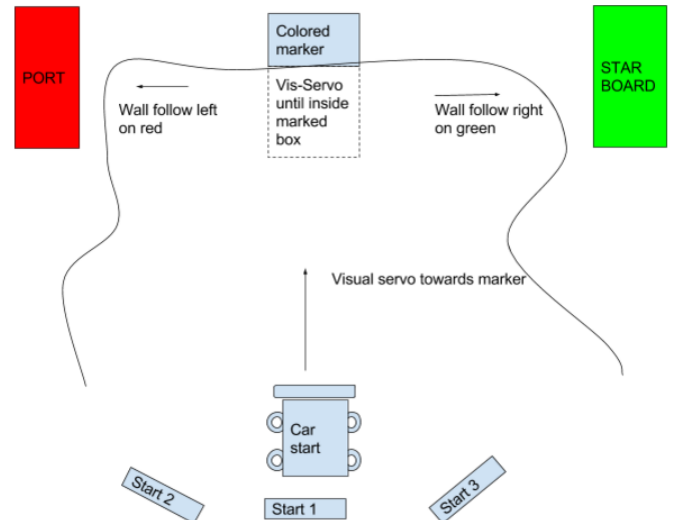 Colored
marker
PORT
STAR
BOARD
Vis-Servo
until inside
marked
box
Wall follow left
on red
Wall follow right
on green
Visual servo towards marker
Car
start
Start 2
Start 1
Start 3